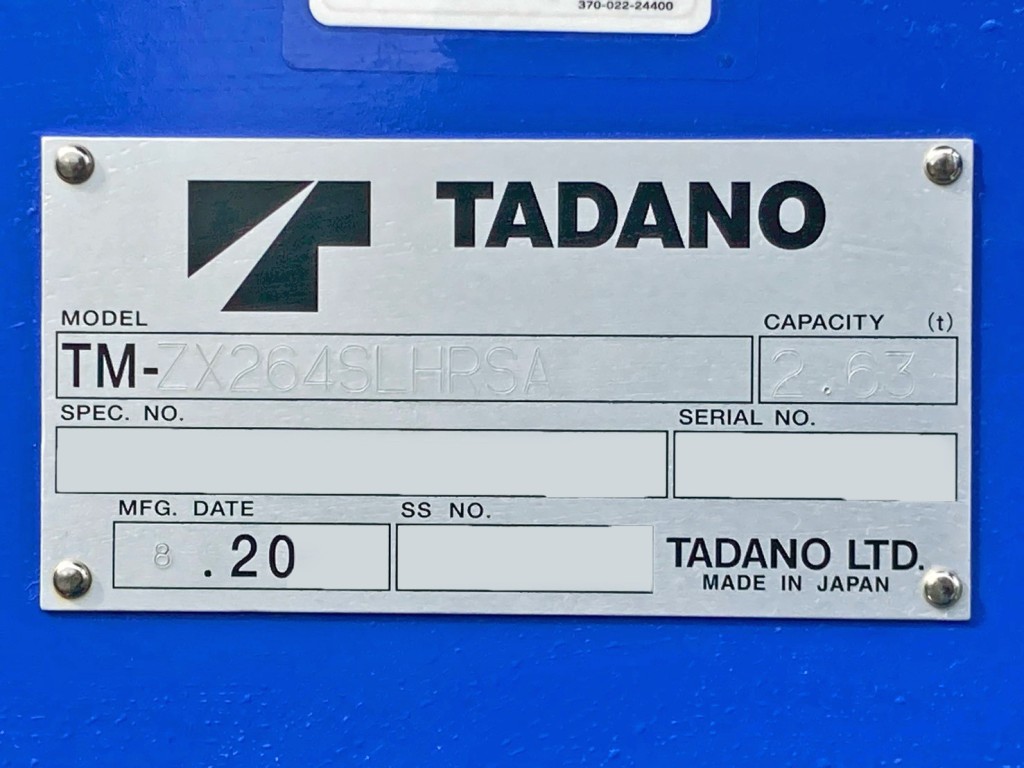 370-022-24400
TADANO
MODEL CAPACITY (t)
TM-ZX264SLHRSA 2.63
SPEC. NO. SERIAL NO.
MFG. DATE SS NO.
8 .20
TADANO LTD.
MADE IN JAPAN